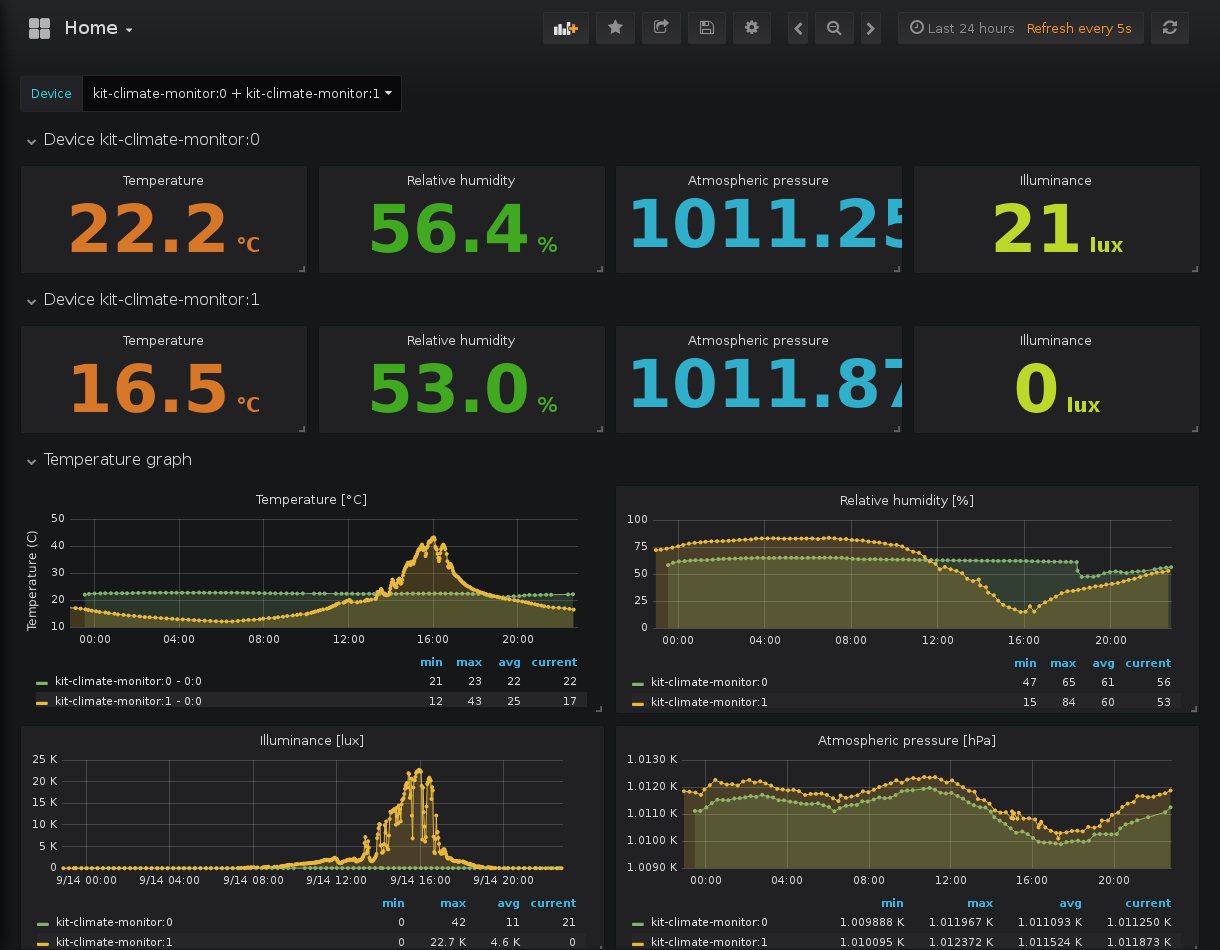 Home
Last 24 hours Refresh every 5s
Device kit-climate-monitor:0 + kit-climate-monitor:1
Device kit-climate-monitor:0
Temperature Relative humidity Atmospheric pressure Illuminance
22.2 °C 56.4 % 1011.25 21 lux
Device kit-climate-monitor:1
Temperature Relative humidity Atmospheric pressure Illuminance
16.5 °C 53.0 % 1011.87 0 lux
Temperature graph
Temperature [°C]
Temperature (C)
50
40
30
20
10
00:00 04:00 08:00 12:00 16:00 20:00
min max avg current
kit-climate-monitor:0 - 0:0 21 23 22 22
kit-climate-monitor:1 - 0:0 12 43 25 17
Relative humidity [%]
100
75
50
25
0
00:00 04:00 08:00 12:00 16:00 20:00
min max avg current
kit-climate-monitor:0 47 65 61 56
kit-climate-monitor:1 15 84 60 53
Illuminance [lux]
25 K
20 K
15 K
10 K
5 K
0
9/14 00:00 9/14 04:00 9/14 08:00 9/14 12:00 9/14 16:00 9/14 20:00
min max avg current
kit-climate-monitor:0 0 42 11 21
kit-climate-monitor:1 0 22.7 K 4.6 K 0
Atmospheric pressure [hPa]
1.0130 K
1.0120 K
1.0110 K
1.0100 K
1.0090 K
00:00 04:00 08:00 12:00 16:00 20:00
min max avg current
kit-climate-monitor:0 1.009888 K 1.011967 K 1.011093 K 1.011250 K
kit-climate-monitor:1 1.010095 K 1.012372 K 1.011524 K 1.011873 K